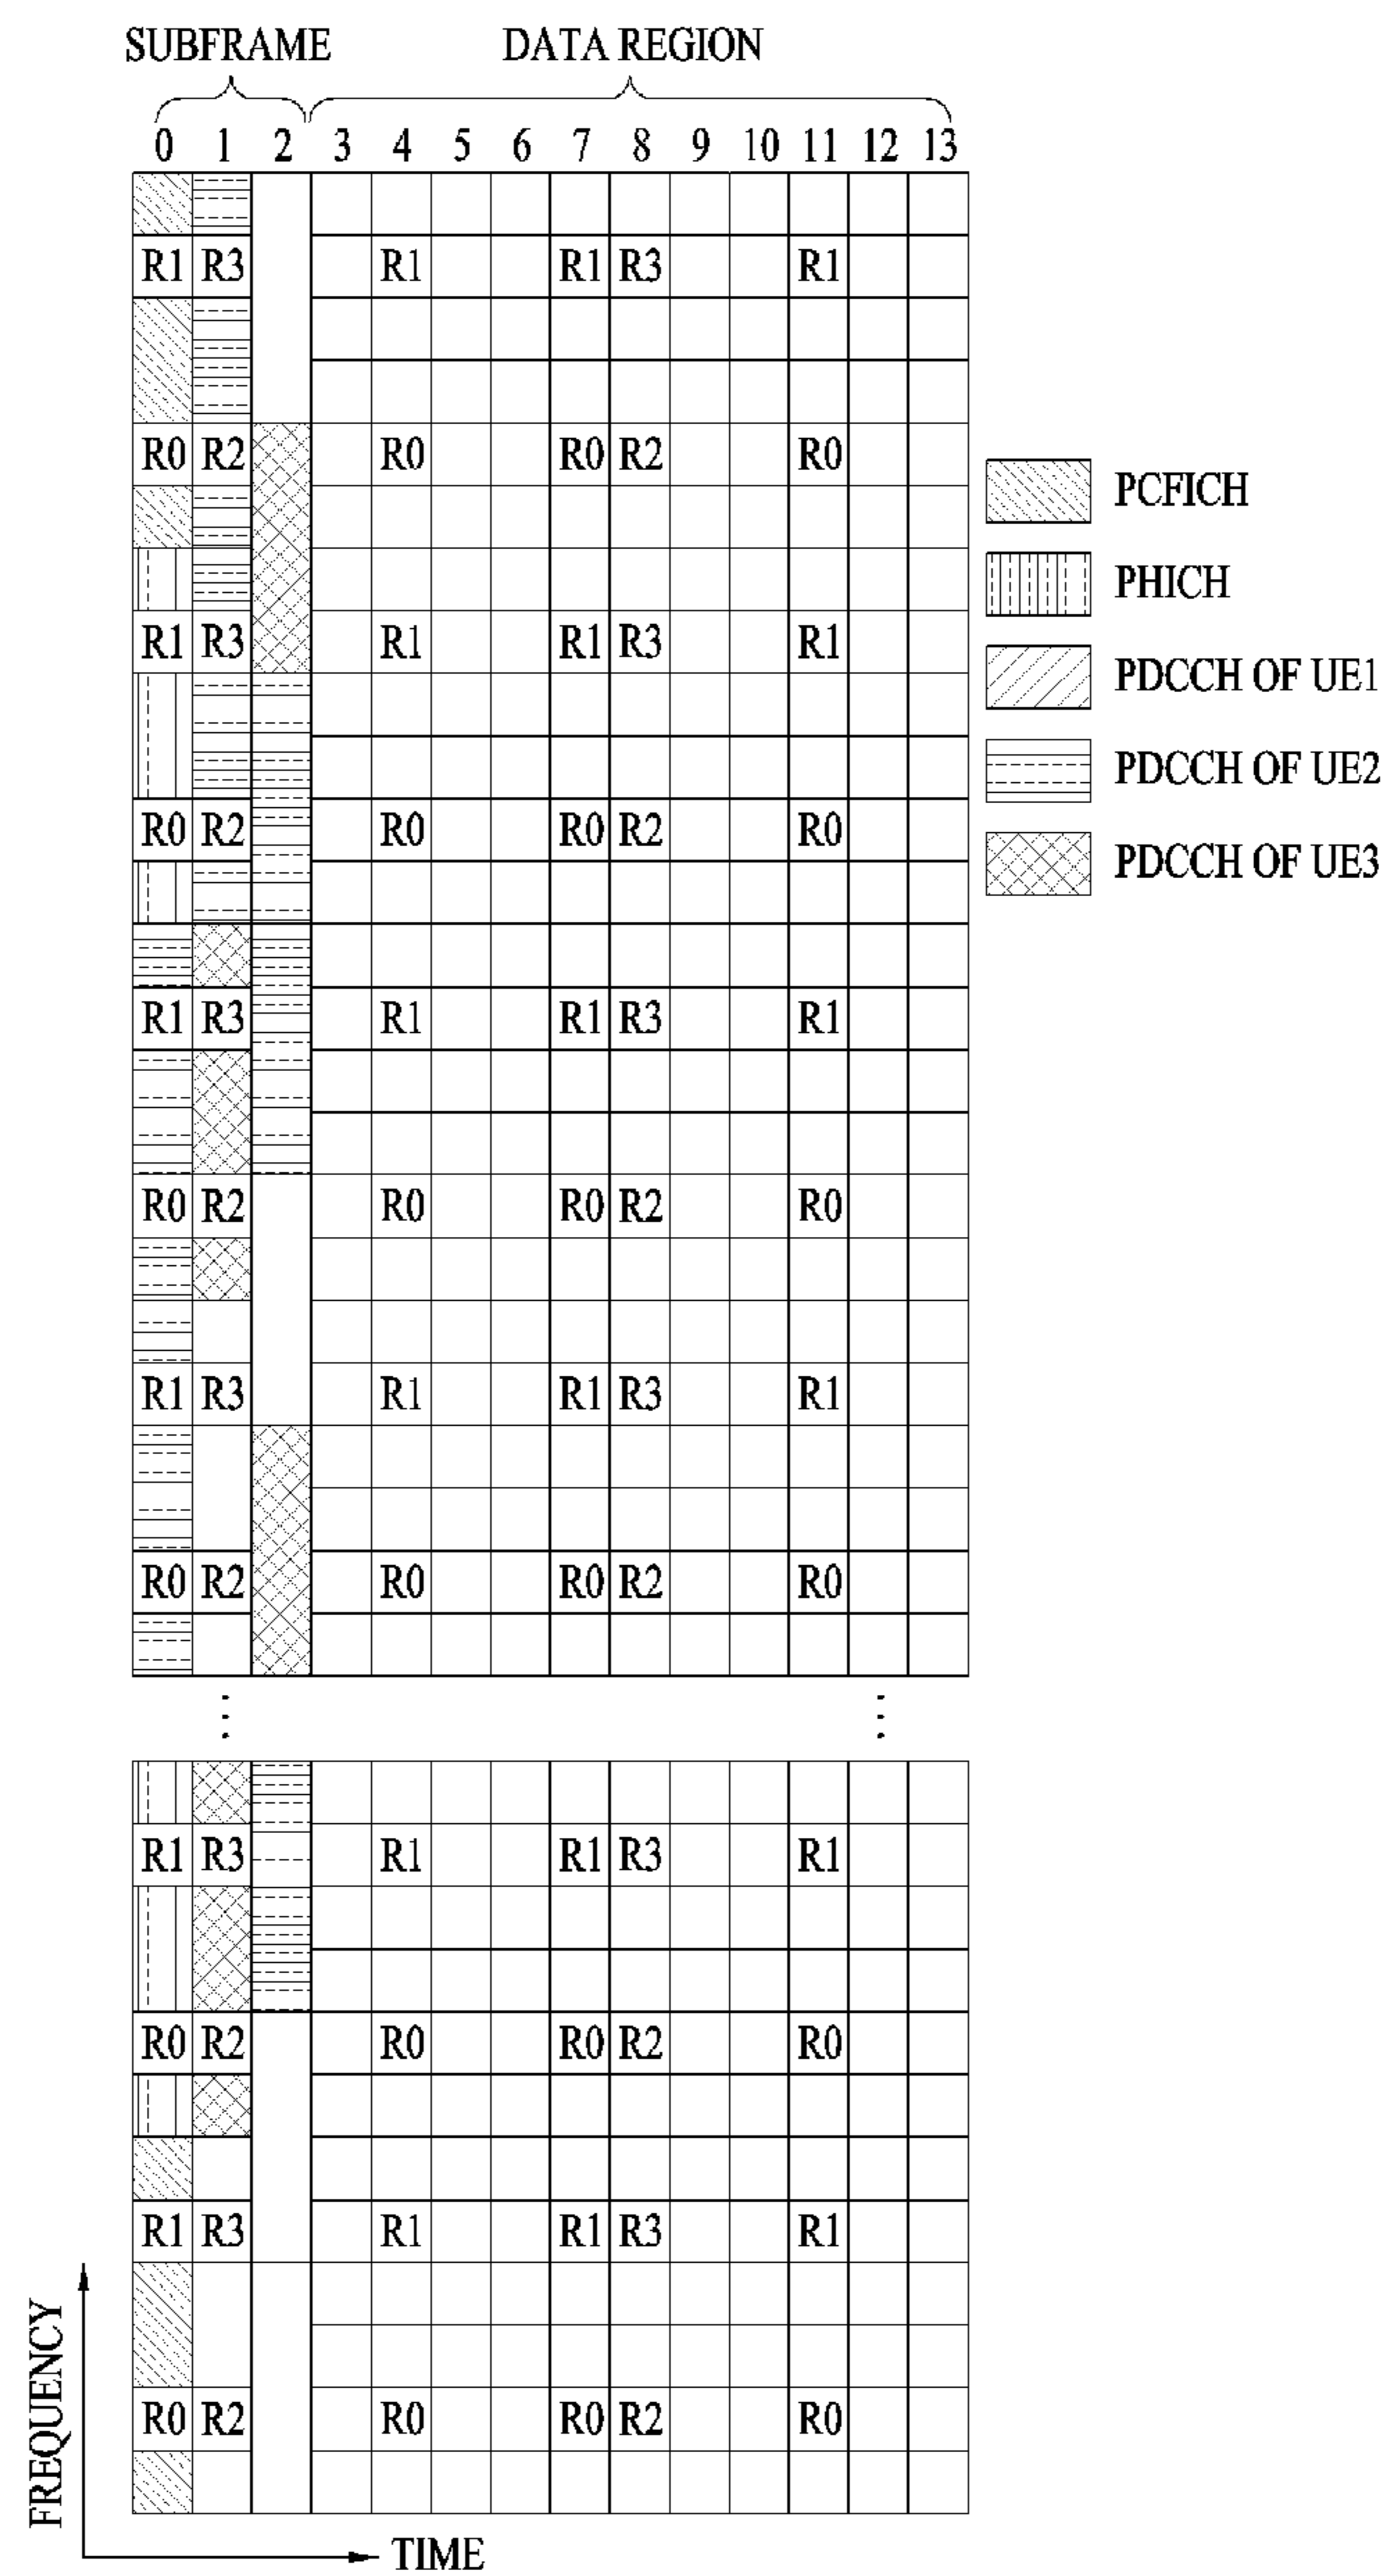 SUBFRAME DATA REGION
0 1 2 3 4 5 6 7 8 9 10 11 12 13
R1 R3 R1 R1 R3 R1
R0 R2 R0 R0 R2 R0
PCFICH
PHICH
R1 R3 R1 R1 R3 R1
PDCCH OF UE1
PDCCH OF UE2
R0 R2 R0 R0 R2 R0
PDCCH OF UE3
R1 R3 R1 R1 R3 R1
R0 R2 R0 R0 R2 R0
R1 R3 R1 R1 R3 R1
R0 R2 R0 R0 R2 R0
R1 R3 R1 R1 R3 R1
R0 R2 R0 R0 R2 R0
R1 R3 R1 R1 R3 R1
R0 R2 R0 R0 R2 R0
FREQUENCY
TIME